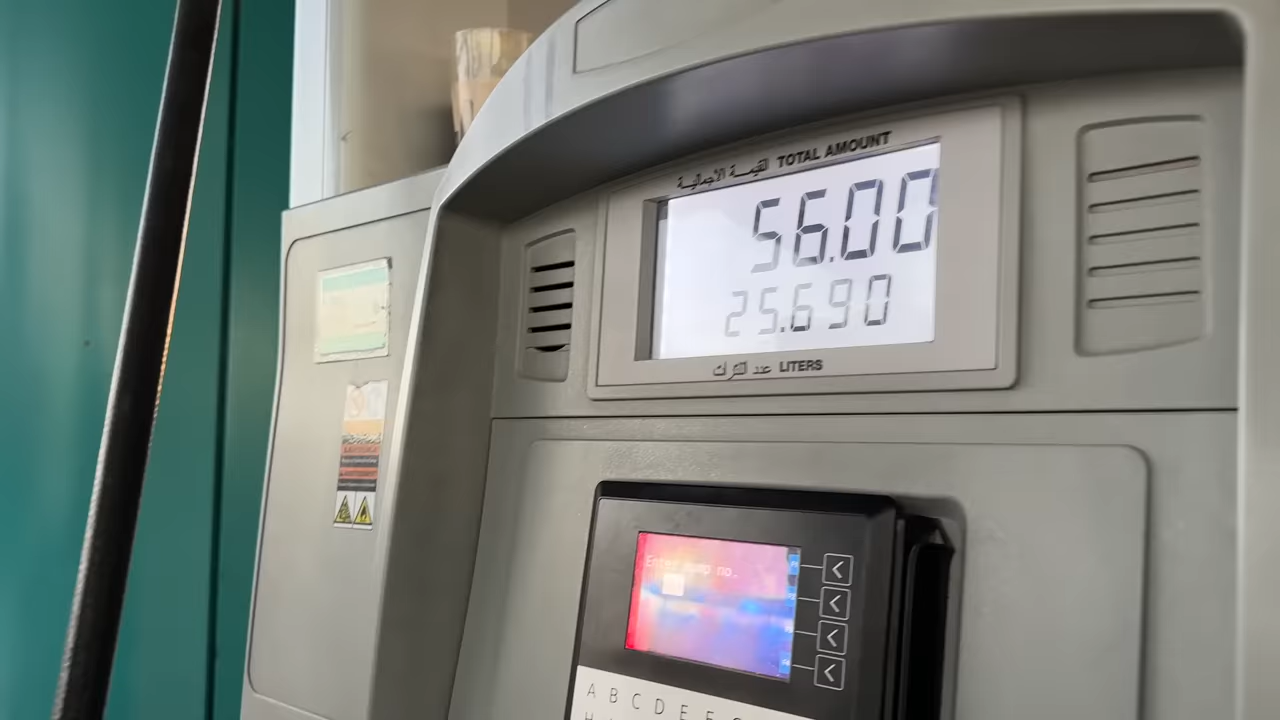 القيمة الاجمالية TOTAL AMOUNT
56.00
25.690
عدد اللترات LITERS
Enter pump no.
A B C D E F G